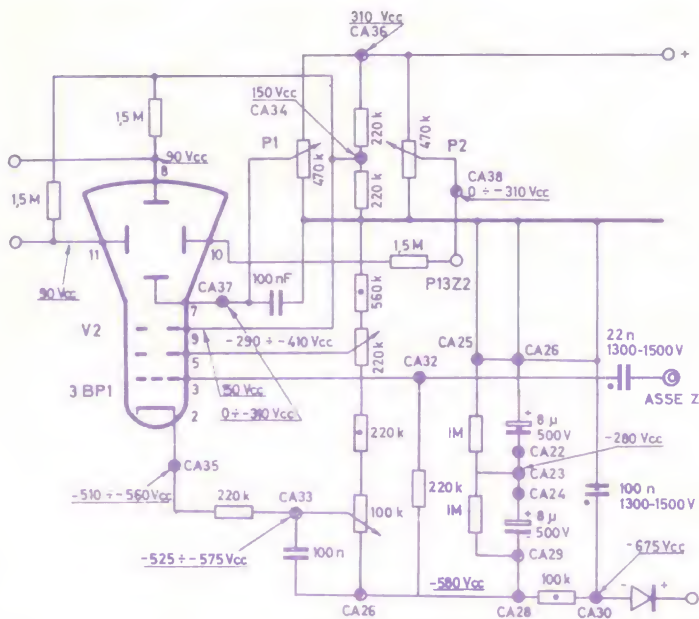 310 Vcc
CA36
+
150 Vcc
CA34
1,5 M
220 k
470 k
P1
P2
470 k
220 k
90 Vcc
8
1,5 M
CA38
0 ÷ -310 Vcc
11
10
1,5 M
90 Vcc
P13Z2
100 nF
CA37
7
560 k
V2
9
-290 ÷ -410 Vcc
220 k
CA32
CA25
CA26
22 n
1300-1500 V
5
3 BP1
3
150 Vcc
0 ÷ -310 Vcc
ASSE Z
2
+
8 µ
500 V
CA22
-280 Vcc
1M
CA23
CA24
220 k
220 k
CA35
-510 ÷ -560 Vcc
220 k
CA33
100 k
1M
+
8 µ
500 V
100 n
1300-1500 V
CA29
100 n
-525 ÷ -575 Vcc
-675 Vcc
-580 Vcc
100 k
- +
CA26
CA28
CA30